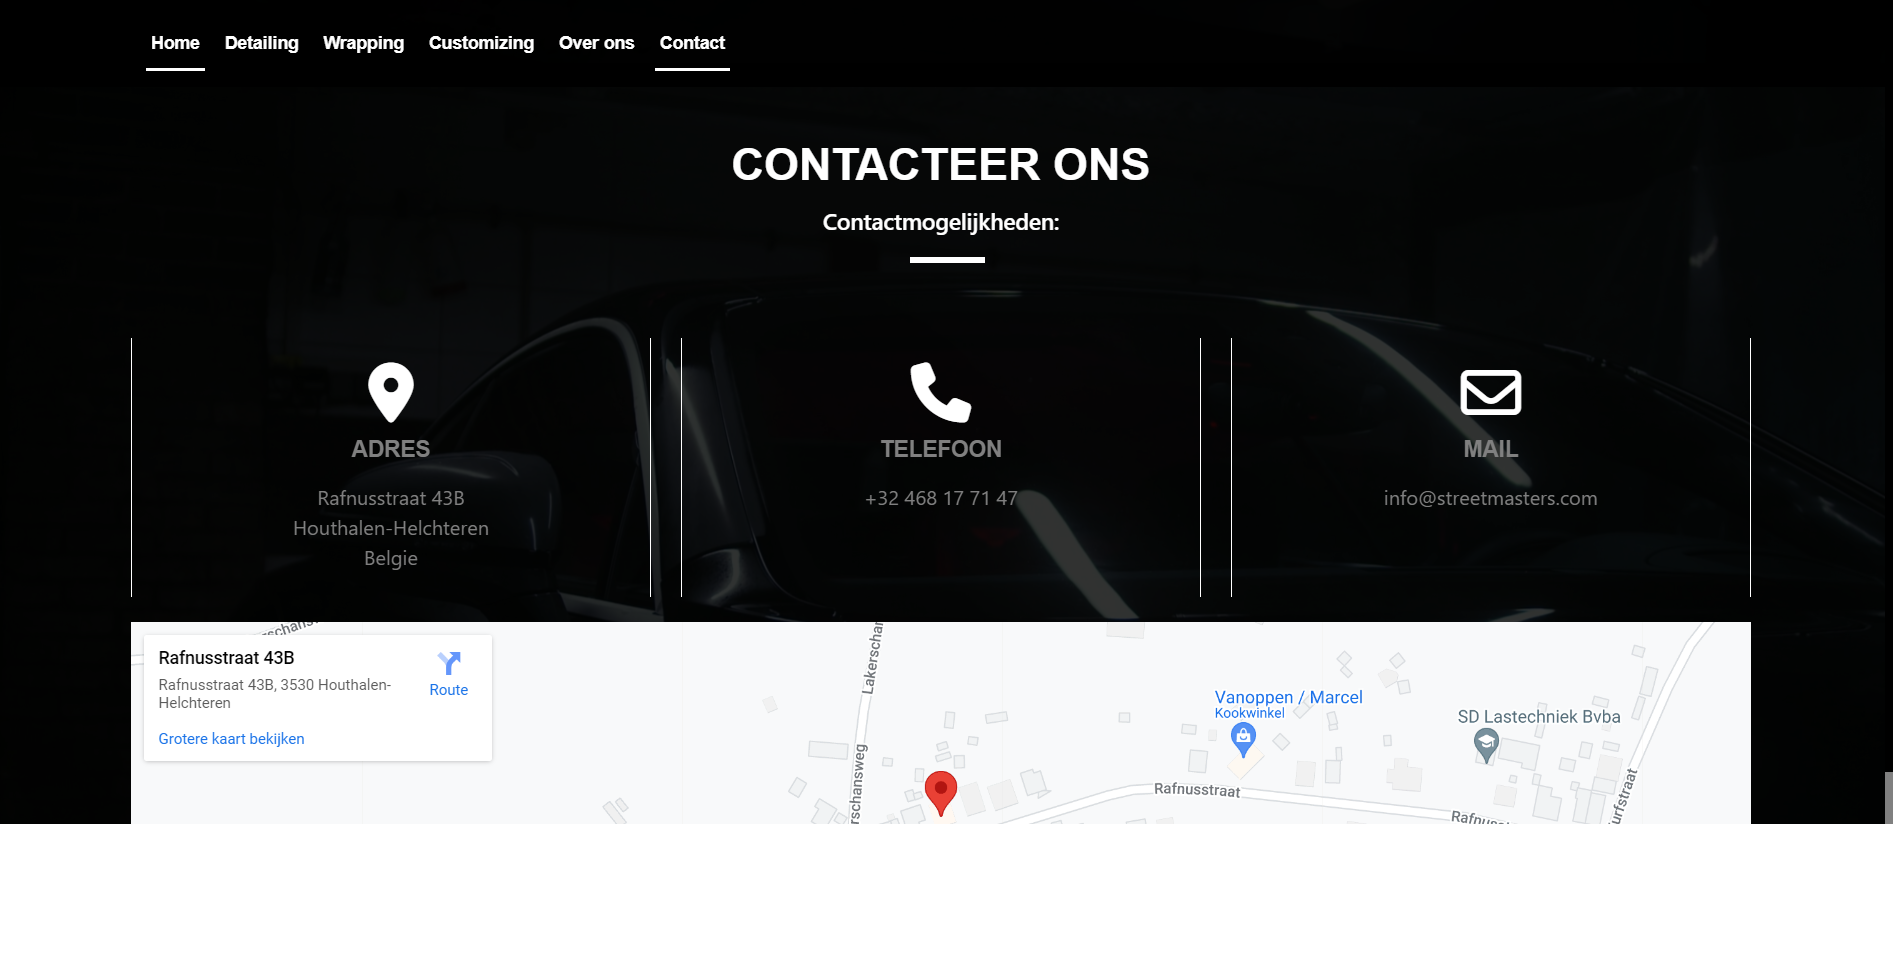 Home Detailing Wrapping Customizing Over ons Contact
CONTACTEER ONS
Contactmogelijkheden:
ADRES
Rafnusstraat 43B
Houthalen-Helchteren
Belgie
TELEFOON
+32 468 17 71 47
MAIL
info@streetmasters.com
Rafnusstraat 43B
Rafnusstraat 43B, 3530 Houthalen-
Helchteren
Grotere kaart bekijken
Route
Vanoppen / Marcel
Kookwinkel
SD Lastechniek Bvba
Rafnusstraat